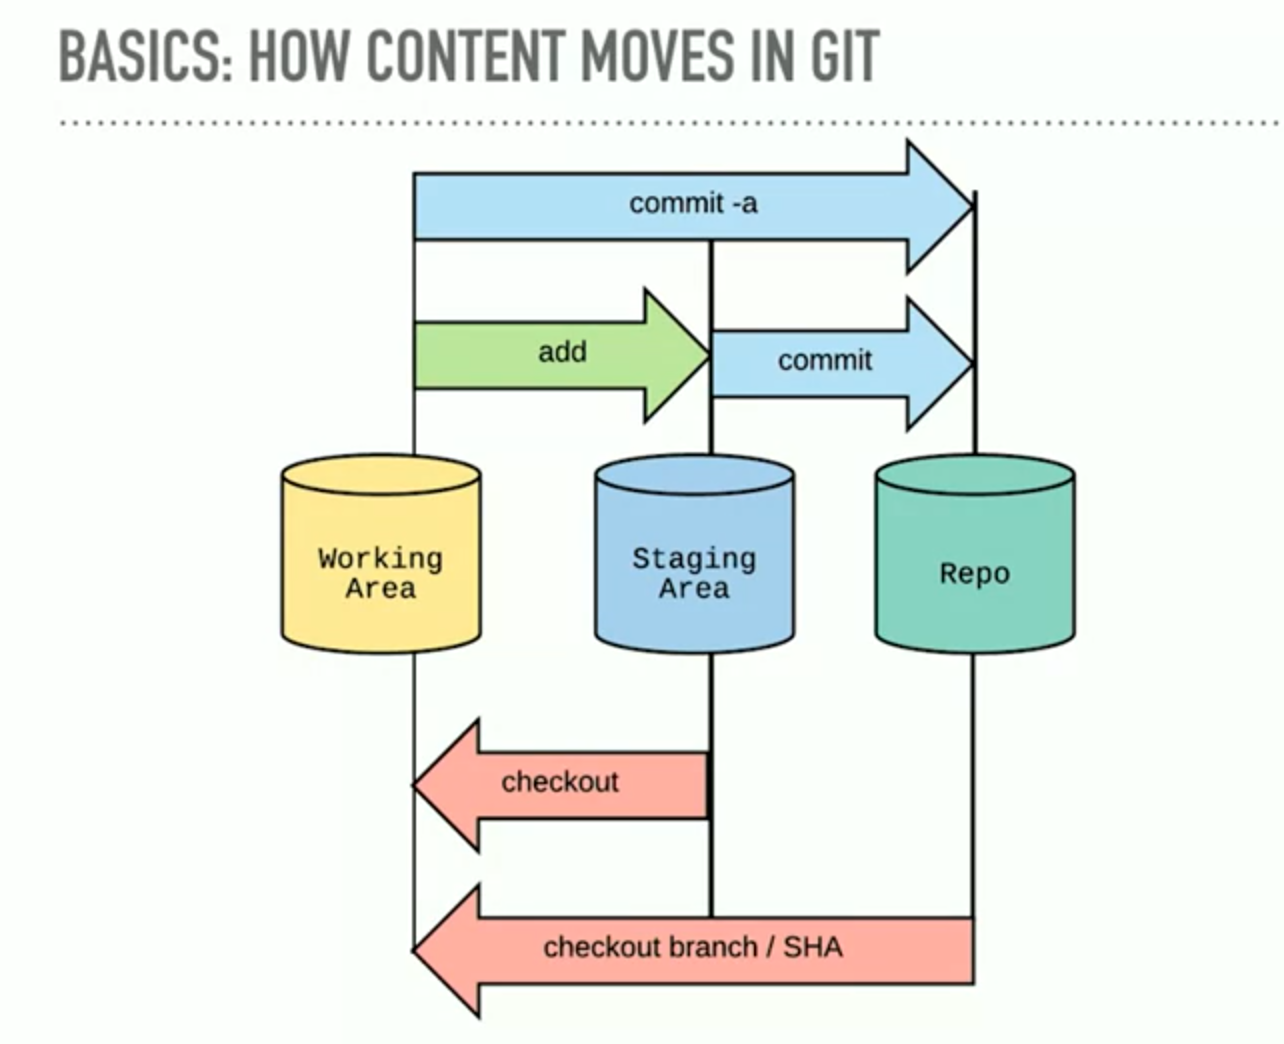 BASICS: HOW CONTENT MOVES IN GIT
commit -a
add
commit
Working
Area
Staging
Area
Repo
checkout
checkout branch / SHA